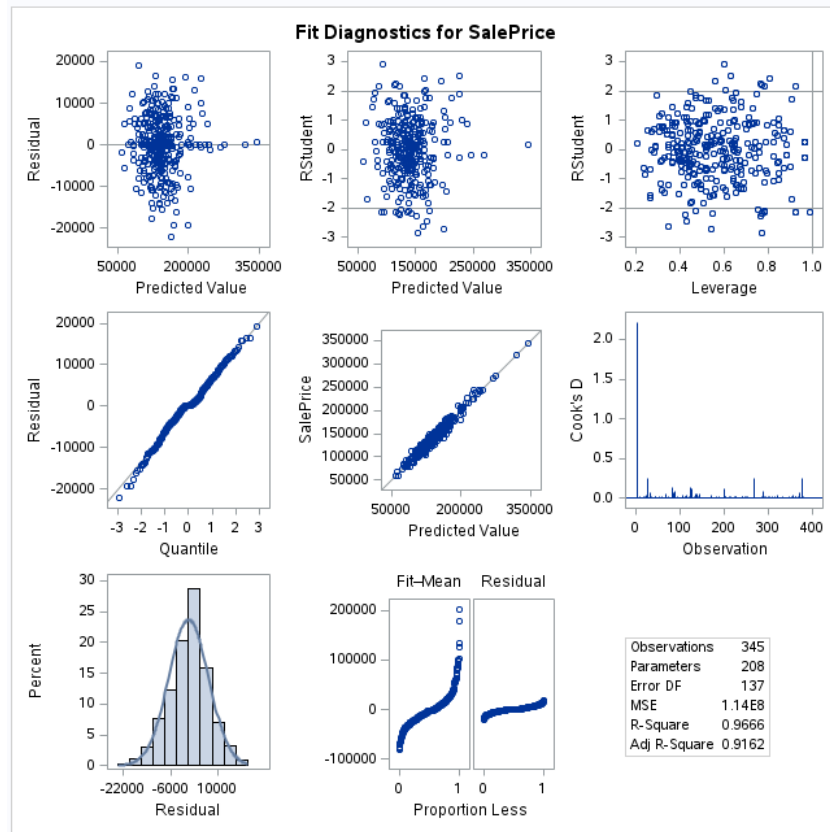 Fit Diagnostics for SalePrice
20000
10000
0
-10000
-20000
Residual
50000 200000 350000
Predicted Value
3
2
1
0
-1
-2
-3
RStudent
50000 150000 250000 350000
Predicted Value
3
2
1
0
-1
-2
-3
RStudent
0.2 0.4 0.6 0.8 1.0
Leverage
20000
10000
0
-10000
-20000
Residual
-3 -2 -1 0 1 2 3
Quantile
350000
300000
250000
200000
150000
100000
50000
SalePrice
50000 200000 350000
Predicted Value
2.0
1.5
1.0
0.5
0.0
Cook's D
0 100 200 300 400
Observation
30
25
20
15
10
5
0
Percent
-22000 -6000 10000
Residual
Fit–Mean Residual
200000
100000
0
-100000
0 1 0 1
Proportion Less
Observations 345
Parameters 208
Error DF 137
MSE 1.14E8
R-Square 0.9666
Adj R-Square 0.9162